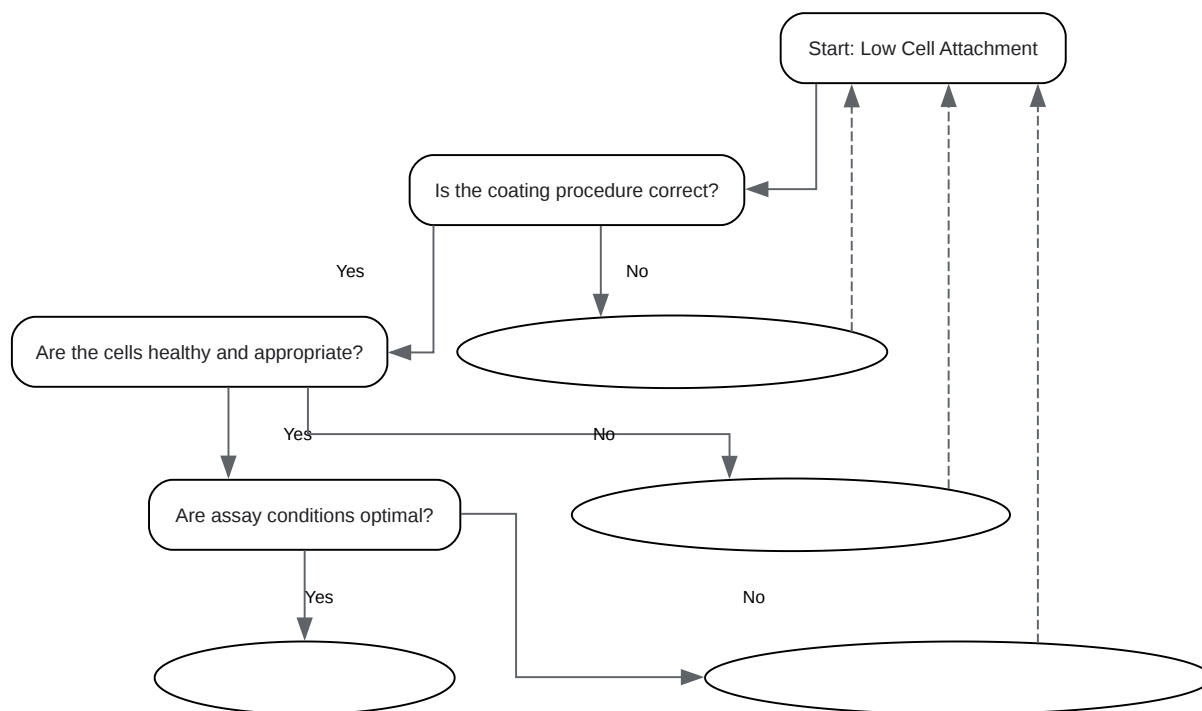 Start: Low Cell Attachment
Is the coating procedure correct?
Yes
No
Are the cells healthy and appropriate?
Yes
No
Are assay conditions optimal?
Yes
No